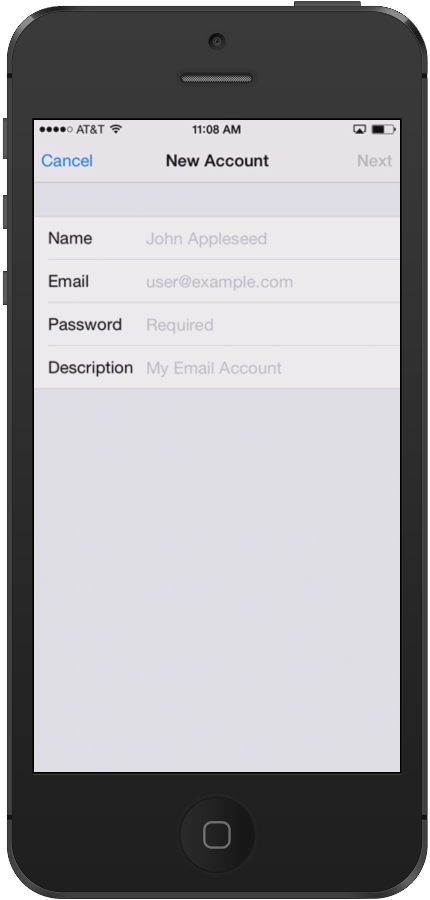 AT&T 11:08 AM
Cancel New Account Next
Name John Appleseed
Email user@example.com
Password Required
Description My Email Account